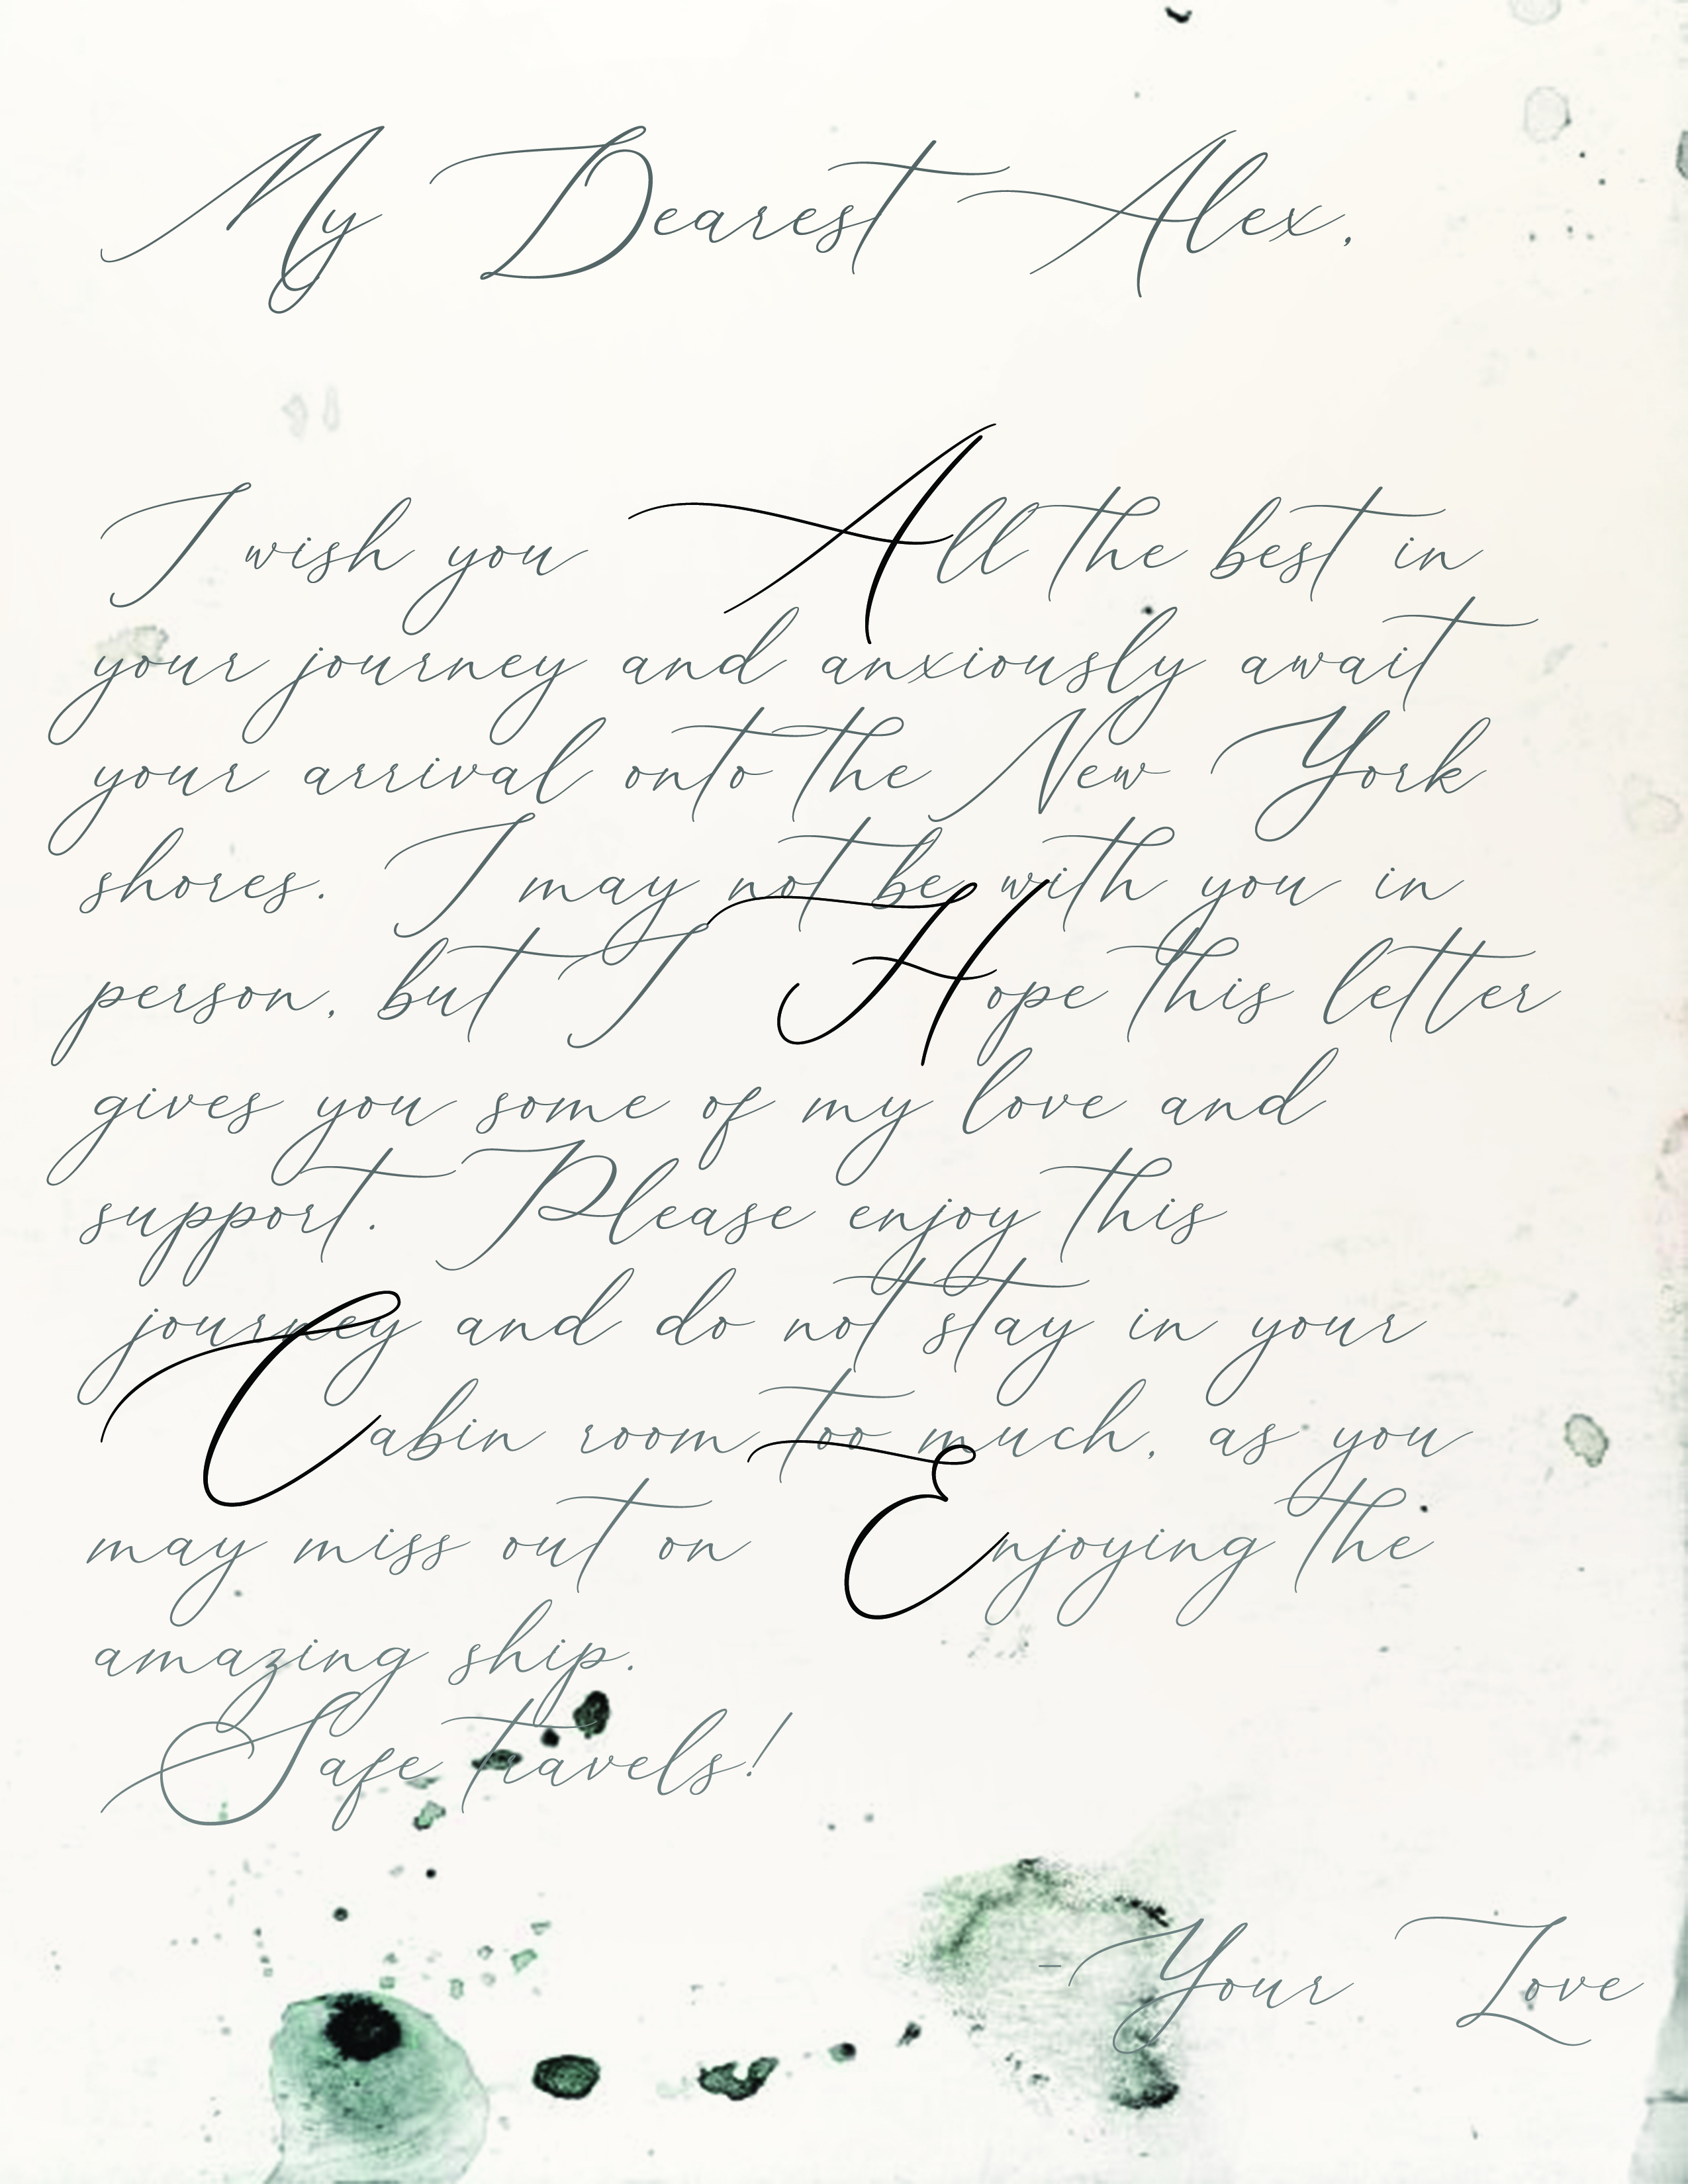 My Dearest Alex,
I wish you All the best in
your journey and anxiously await
your arrival onto the New York
shores. I may not be with you in
person, but I Hope this letter
gives you some of my love and
support. Please enjoy this
journey and do not stay in your
Cabin room too much, as you
may miss out on Enjoying the
amazing ship.
Safe travels!
- Your Love